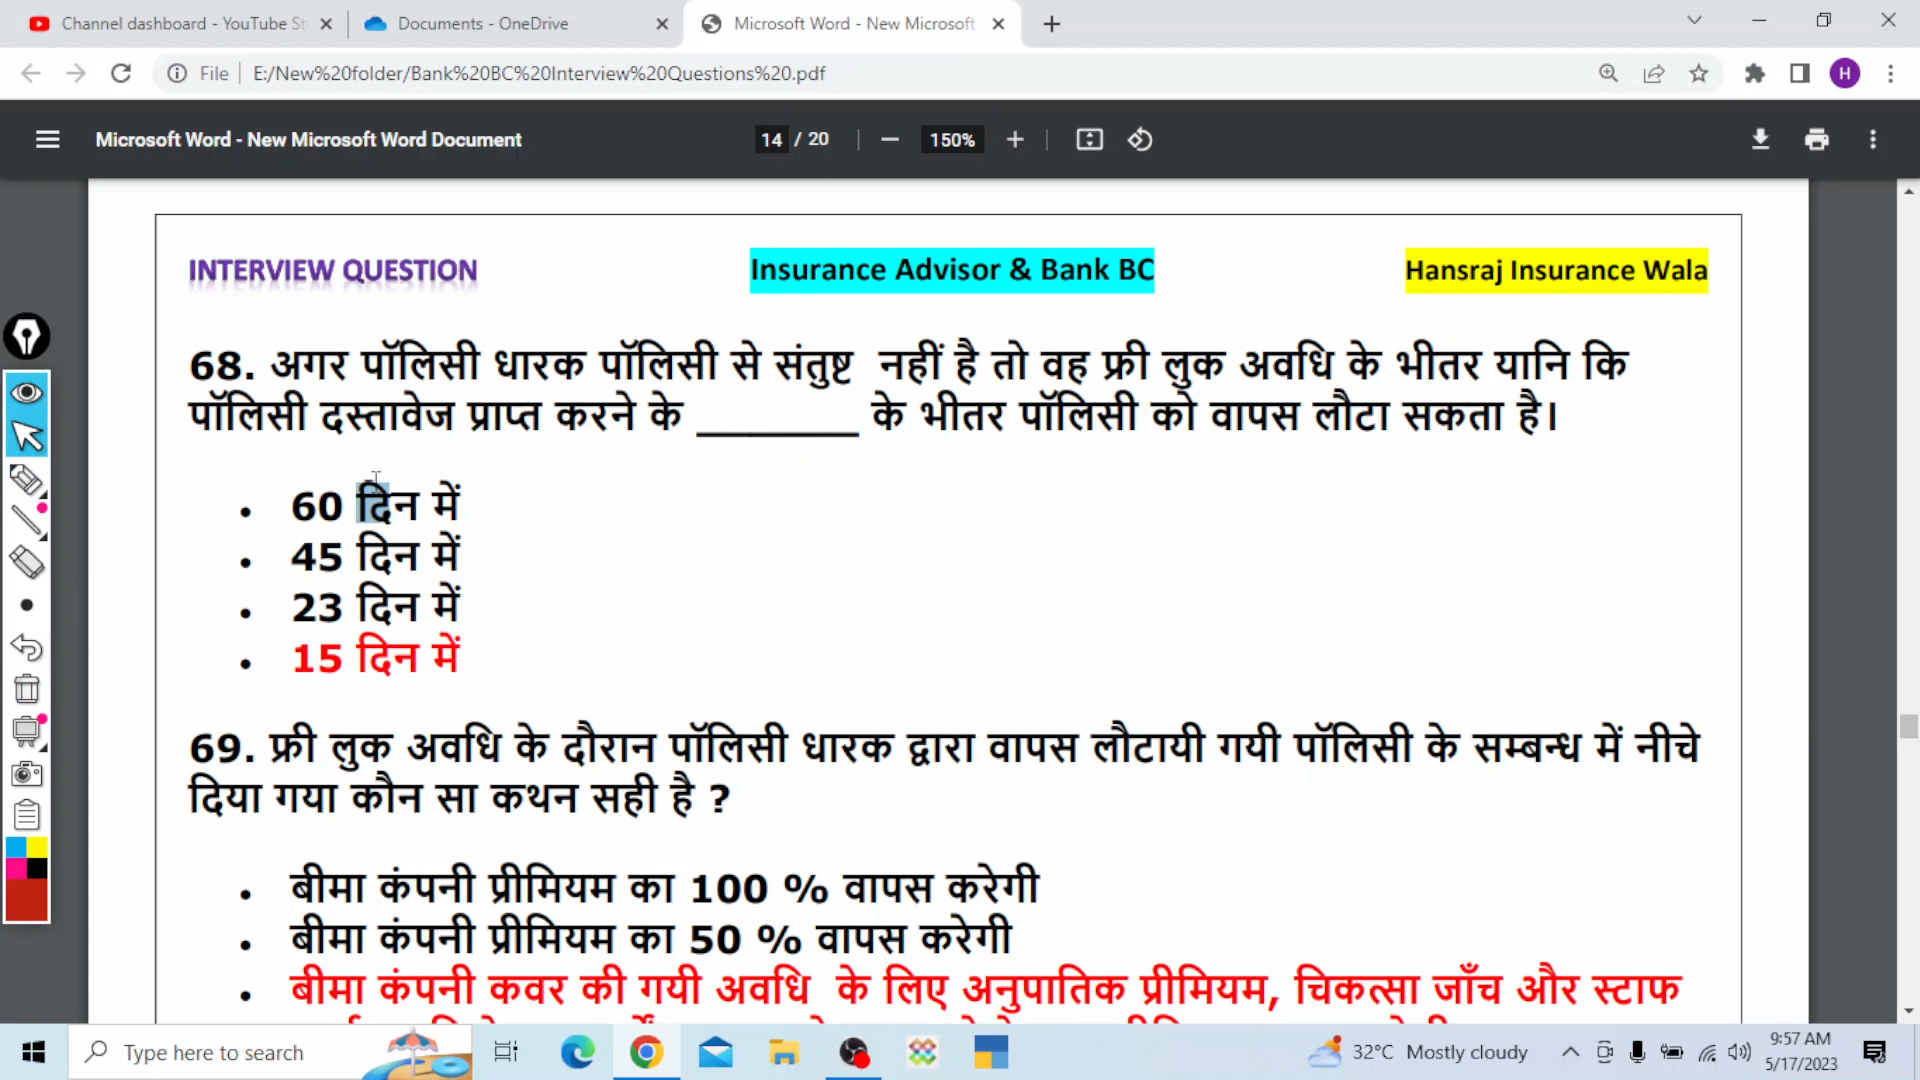 Channel dashboard - YouTube St
Documents - OneDrive
Microsoft Word - New Microsoft
File
E:/New%20folder/Bank%20BC%20Interview%20Questions%20.pdf
H
Microsoft Word - New Microsoft Word Document
14 / 20
150%
INTERVIEW QUESTION
Insurance Advisor & Bank BC
Hansraj Insurance Wala
68. अगर पॉलिसी धारक पॉलिसी से संतुष्ट नहीं है तो वह फ्री लुक अवधि के भीतर यानि कि
पॉलिसी दस्तावेज प्राप्त करने के ________ के भीतर पॉलिसी को वापस लौटा सकता है।
• 60 दिन में
• 45 दिन में
• 23 दिन में
• 15 दिन में
69. फ्री लुक अवधि के दौरान पॉलिसी धारक द्वारा वापस लौटायी गयी पॉलिसी के सम्बन्ध में नीचे
दिया गया कौन सा कथन सही है ?
• बीमा कंपनी प्रीमियम का 100 % वापस करेगी
• बीमा कंपनी प्रीमियम का 50 % वापस करेगी
• बीमा कंपनी कवर की गयी अवधि के लिए अनुपातिक प्रीमियम, चिकत्सा जाँच और स्टाफ
Type here to search
32°C Mostly cloudy
9:57 AM
5/17/2023